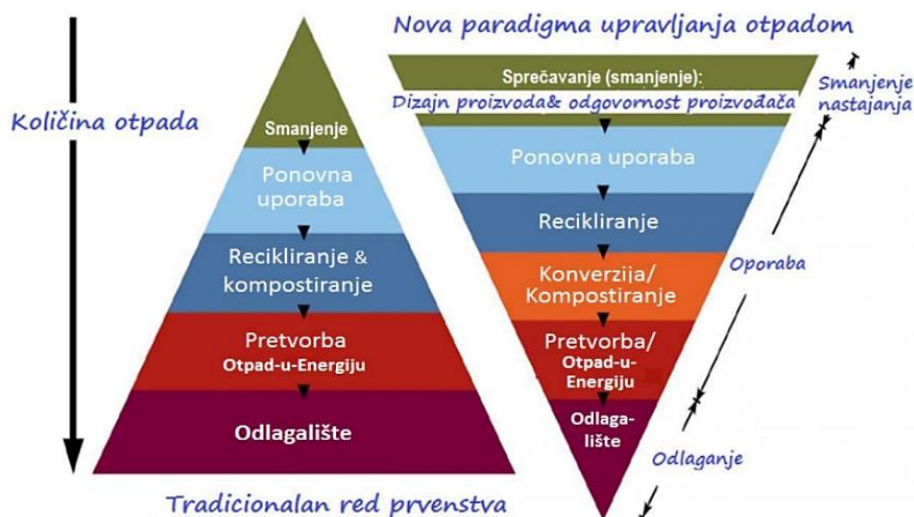 Nova paradigma upravljanja otpadom
Količina otpada
Smanjenje
Ponovna
uporaba
Recikliranje &
kompostiranje
Pretvorba
Otpad-u-Energiju
Odlagalište
Tradicionalan red prvenstva
Sprečavanje (smanjenje):
Dizajn proizvoda& odgovornost proizvođača
Ponovna uporaba
Recikliranje
Konverzija/
Kompostiranje
Pretvorba/
Otpad-u-
Energiju
Odlaga-
lište
Smanjenje
nastajanja
Oporaba
Odlaganje